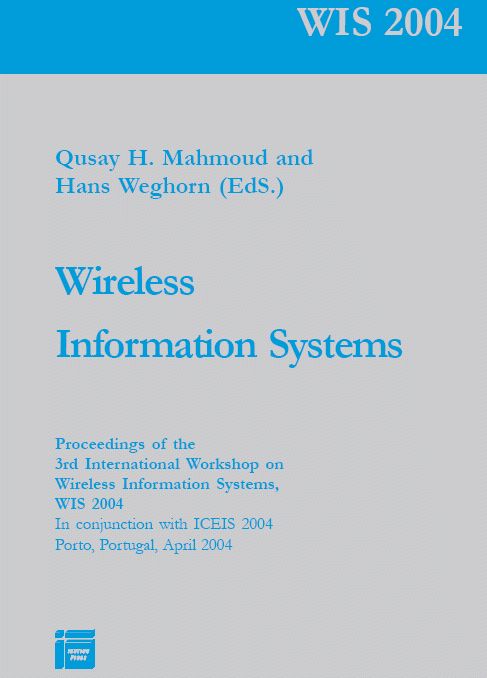 WIS 2004
Qusay H. Mahmoud and
Hans Weghorn (EdS.)
Wireless
Information Systems
Proceedings of the
3rd International Workshop on
Wireless Information Systems,
WIS 2004
In conjunction with ICEIS 2004
Porto, Portugal, April 2004